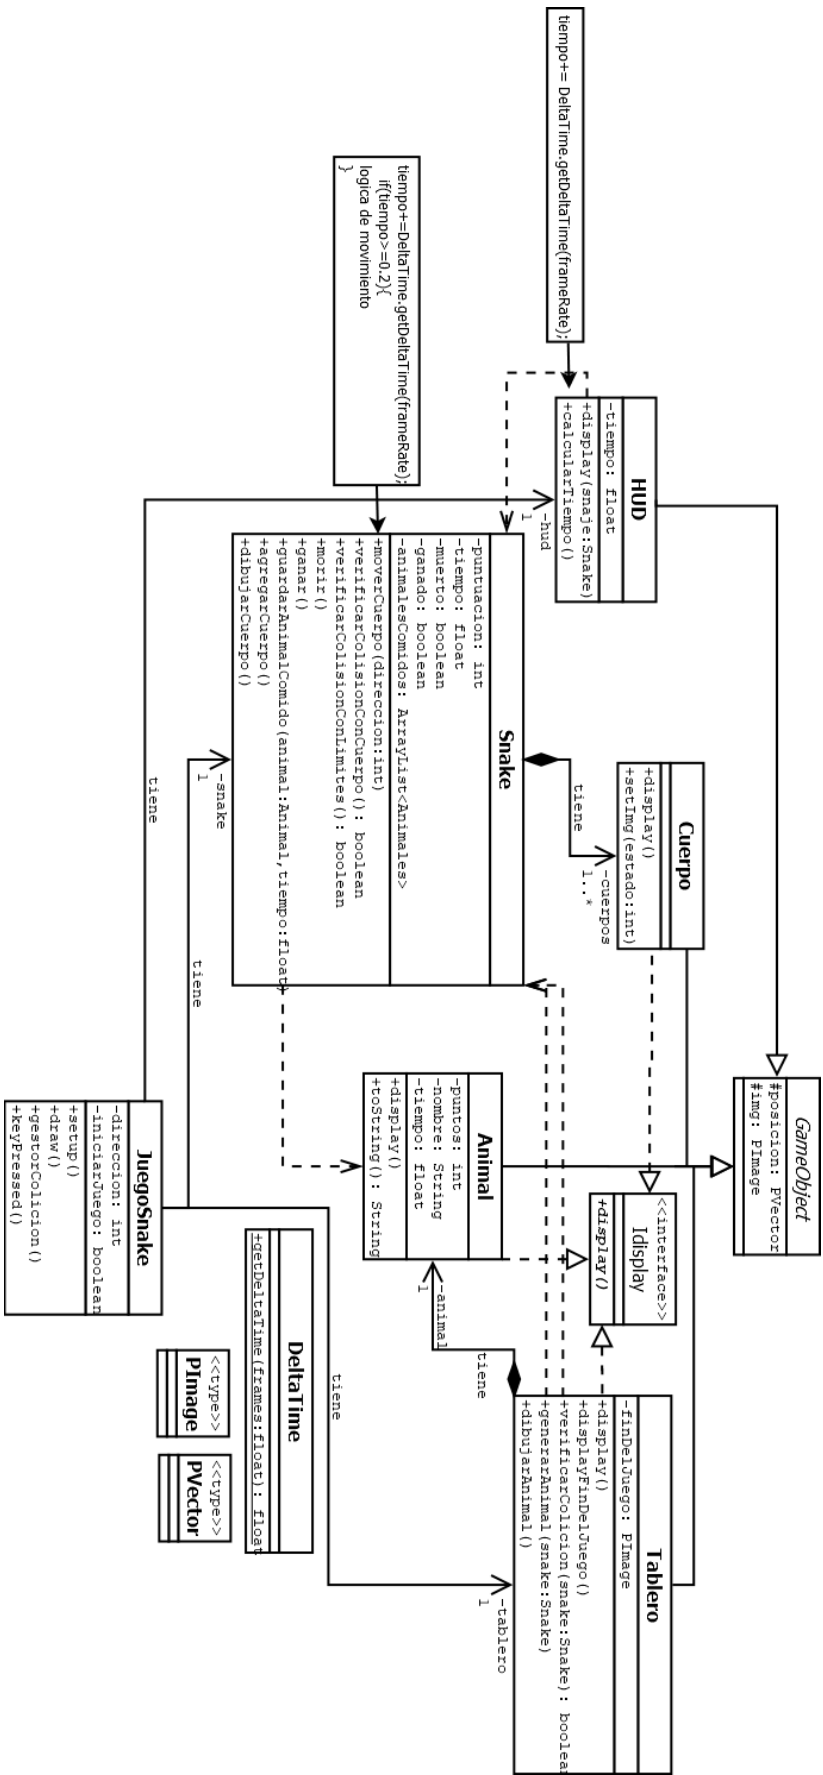 tiempo+= DeltaTime.getDeltaTime(frameRate);
tiempo+=DeltaTime.getDeltaTime(frameRate);
if(tiempo>=0.2){
logica de movimiento
}
HUD
-tiempo: float
+display(snaje:Snake)
+calcularTiempo()
-hud
1
Cuerpo
+display()
+setImg(estado:int)
-cuerpos
1..*
tiene
GameObject
#posicion: PVector
#img: PImage
Snake
-puntuacion: int
-tiempo: float
-muerto: boolean
-ganado: boolean
-animalesComidos: ArrayList<Animales>
+moverCuerpo(direccion:int)
+verificarColisionConCuerpo(): boolean
+verificarColisionConLimites(): boolean
+morir()
+ganar()
+guardarAnimalComido(animal:Animal,tiempo:float)
+agregarCuerpo()
+dibujarCuerpo()
-snake
1
tiene
tiene
Animal
-puntos: int
-nombre: String
-tiempo: float
+display()
+toString(): String
-animal
1
tiene
<<interface>>
Idisplay
+display()
Tablero
-finDelJuego: PImage
+display()
+displayFinDelJuego()
+verificarColicion(snake:Snake): boolean
+generarAnimal(snake:Snake)
+dibujarAnimal()
-tablero
1
tiene
DeltaTime
+getDeltaTime(frames:float): float
<<type>>
PImage
<<type>>
PVector
JuegoSnake
-direccion: int
-iniciarJuego: boolean
+setup()
+draw()
+gestorColicion()
+keyPressed()